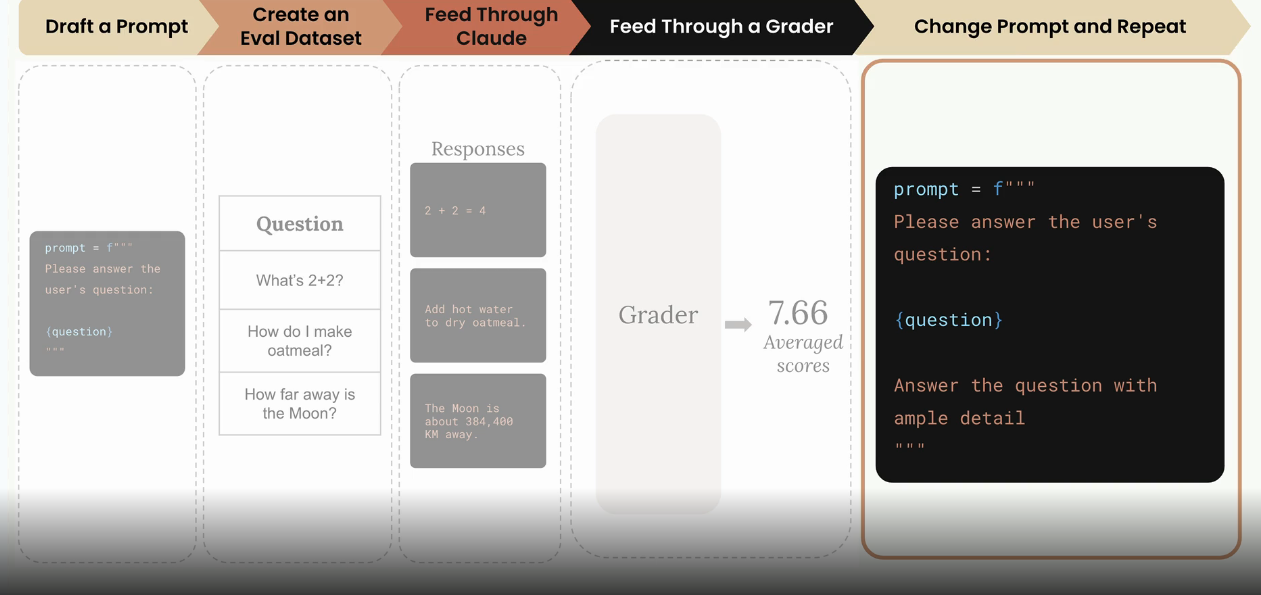 Draft a Prompt
Create an
Eval Dataset
Feed Through
Claude
Feed Through a Grader
Change Prompt and Repeat
prompt = f"""
Please answer the
user's question:
{question}
"""
Question
What's 2+2?
How do I make
oatmeal?
How far away is
the Moon?
Responses
2 + 2 = 4
Add hot water
to dry oatmeal.
The Moon is
about 384,400
KM away.
Grader
7.66
Averaged
scores
prompt = f"""
Please answer the user's
question:
{question}
Answer the question with
ample detail
"""